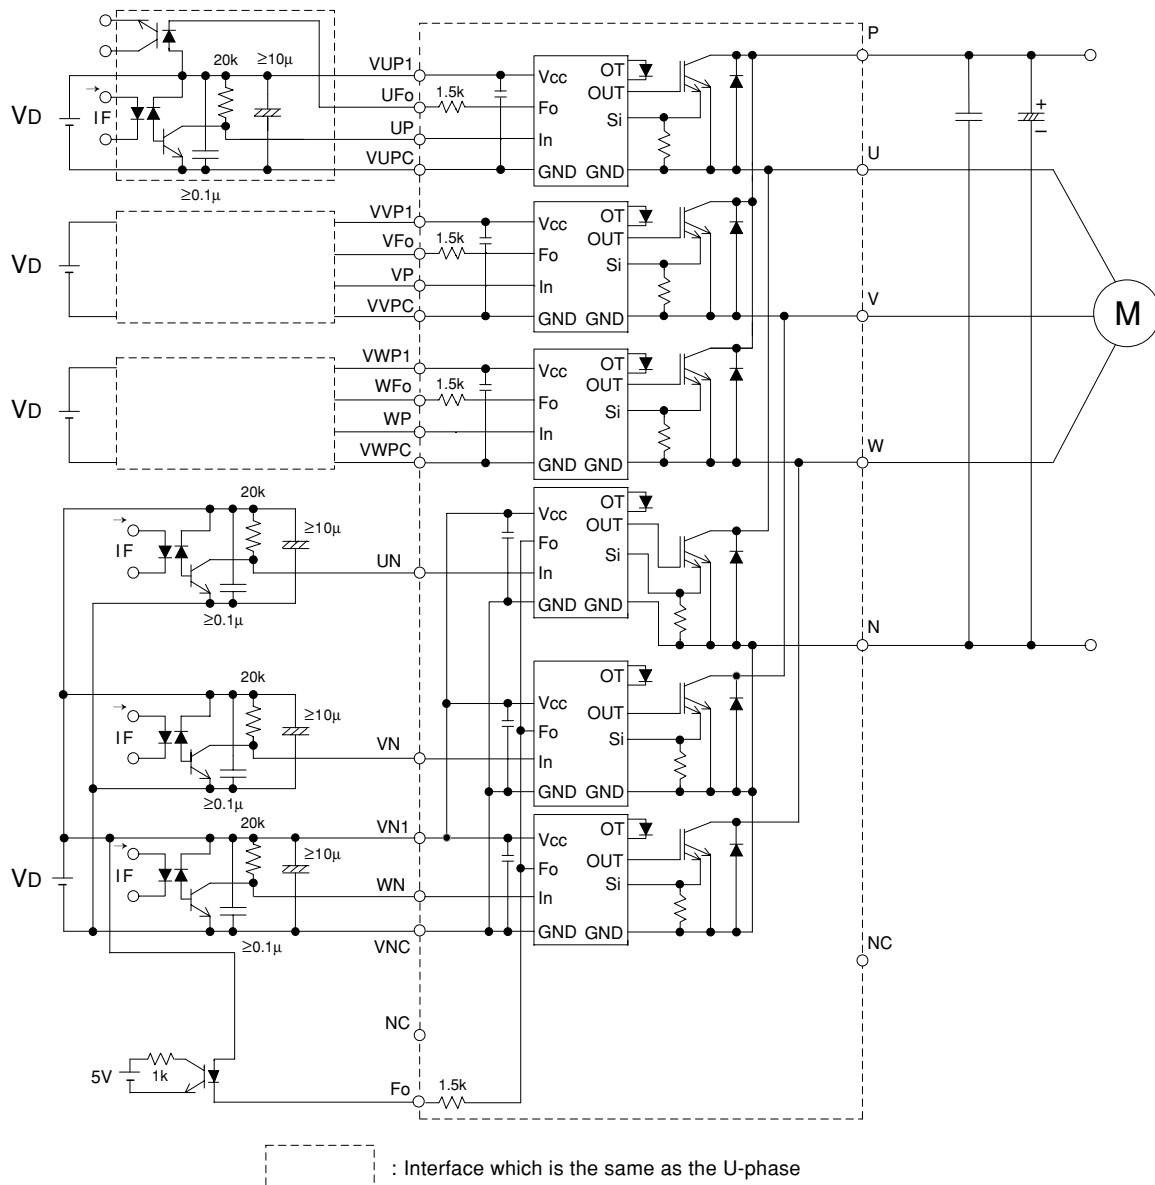 P
20k
≥10μ
VUP1
Vcc
OT
UFo
1.5k
OUT
VD
IF
Fo
Si
+
−
UP
In
U
VUPC
GND
GND
≥0.1μ
VVP1
Vcc
OT
VFo
1.5k
OUT
VD
Fo
Si
VP
In
V
M
VVPC
GND
GND
VWP1
Vcc
OT
WFo
1.5k
OUT
VD
Fo
Si
WP
In
W
VWPC
GND
GND
20k
OT
≥10μ
Vcc
OUT
IF
Fo
UN
Si
In
N
GND
GND
≥0.1μ
20k
OT
Vcc
≥10μ
OUT
IF
Fo
VN
Si
In
GND
GND
≥0.1μ
20k
VN1
Vcc
OT
≥10μ
OUT
VD
IF
Fo
WN
Si
In
GND
GND
≥0.1μ
VNC
NC
NC
5V
1k
Fo
1.5k
: Interface which is the same as the U-phase